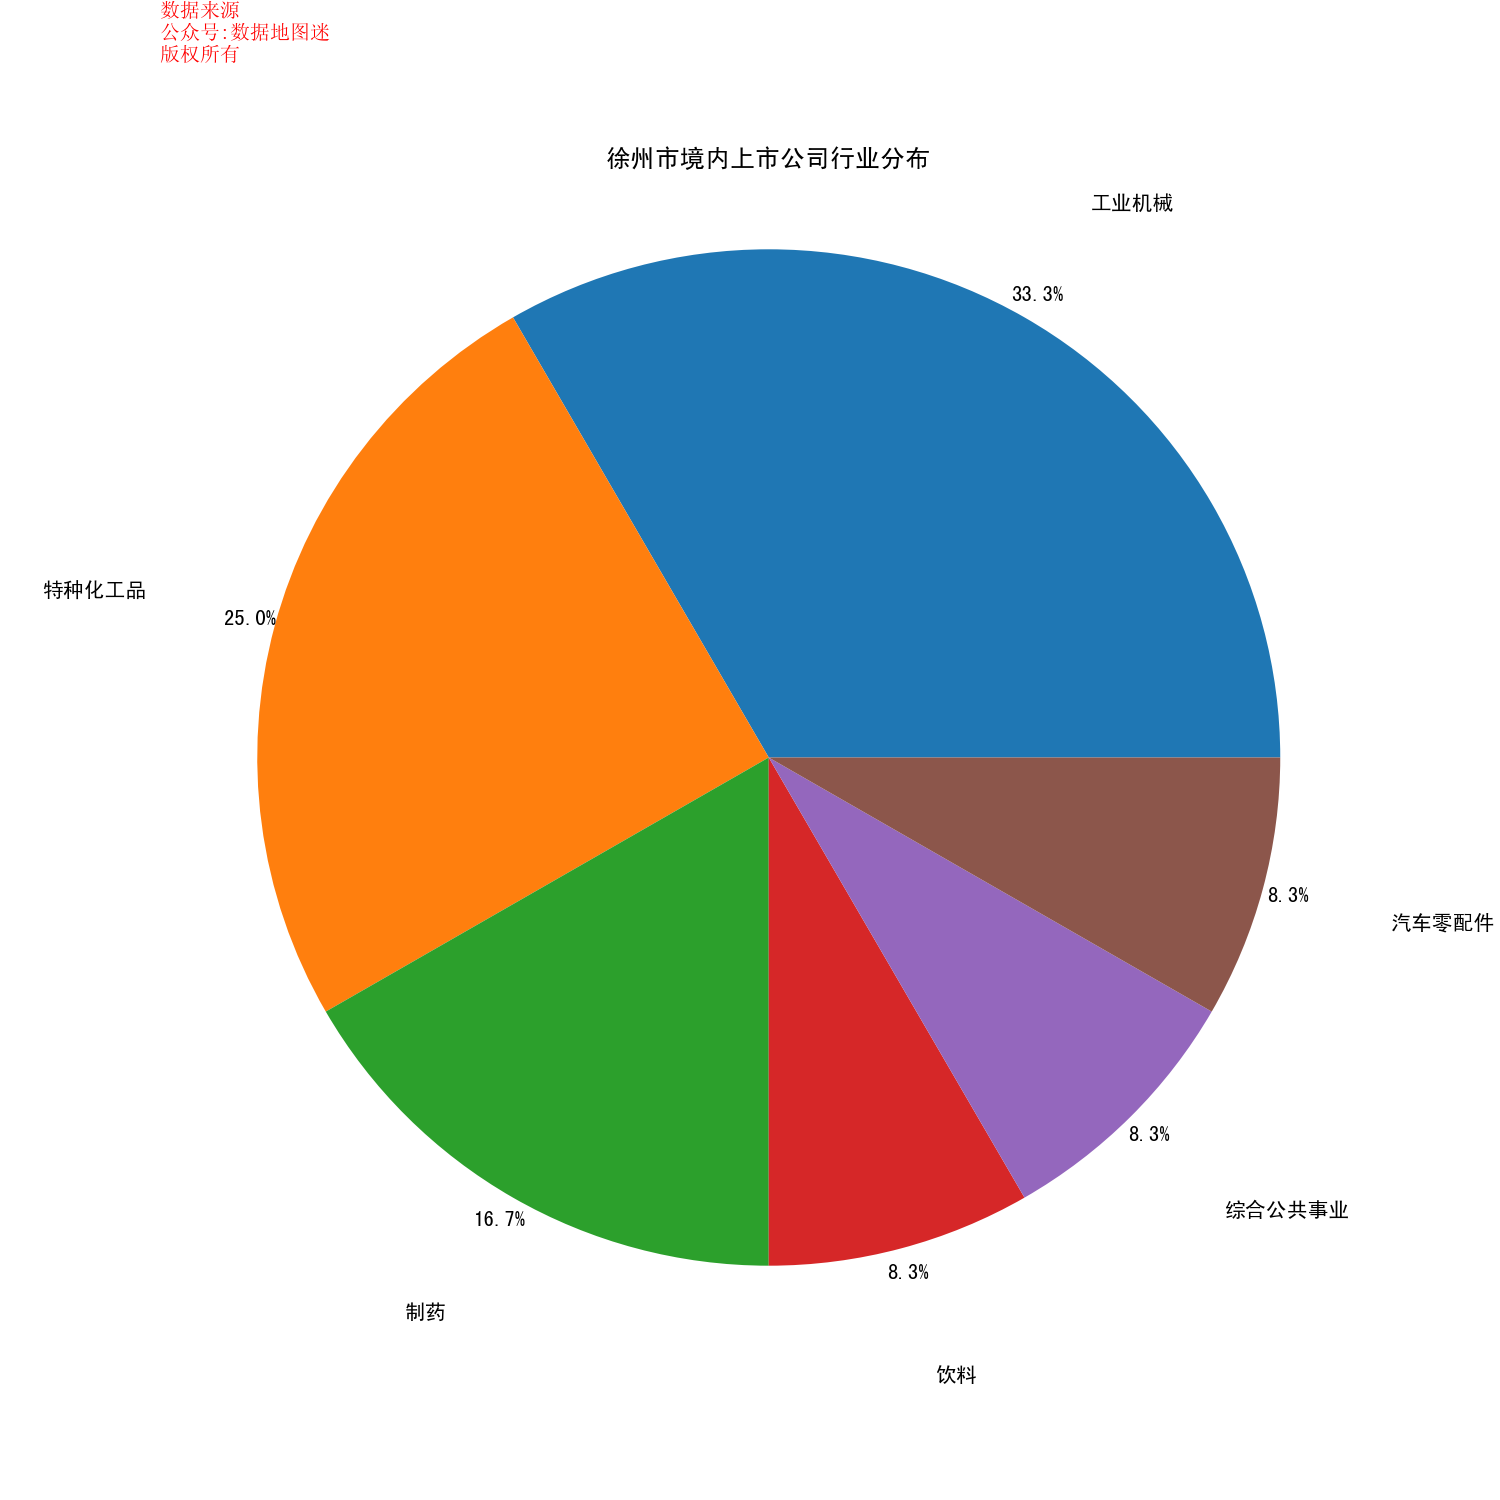 数据来源
公众号:数据地图迷
版权所有
徐州市境内上市公司行业分布
工业机械
33.3%
特种化工品
25.0%
8.3%
汽车零配件
8.3%
综合公共事业
16.7%
制药
8.3%
饮料